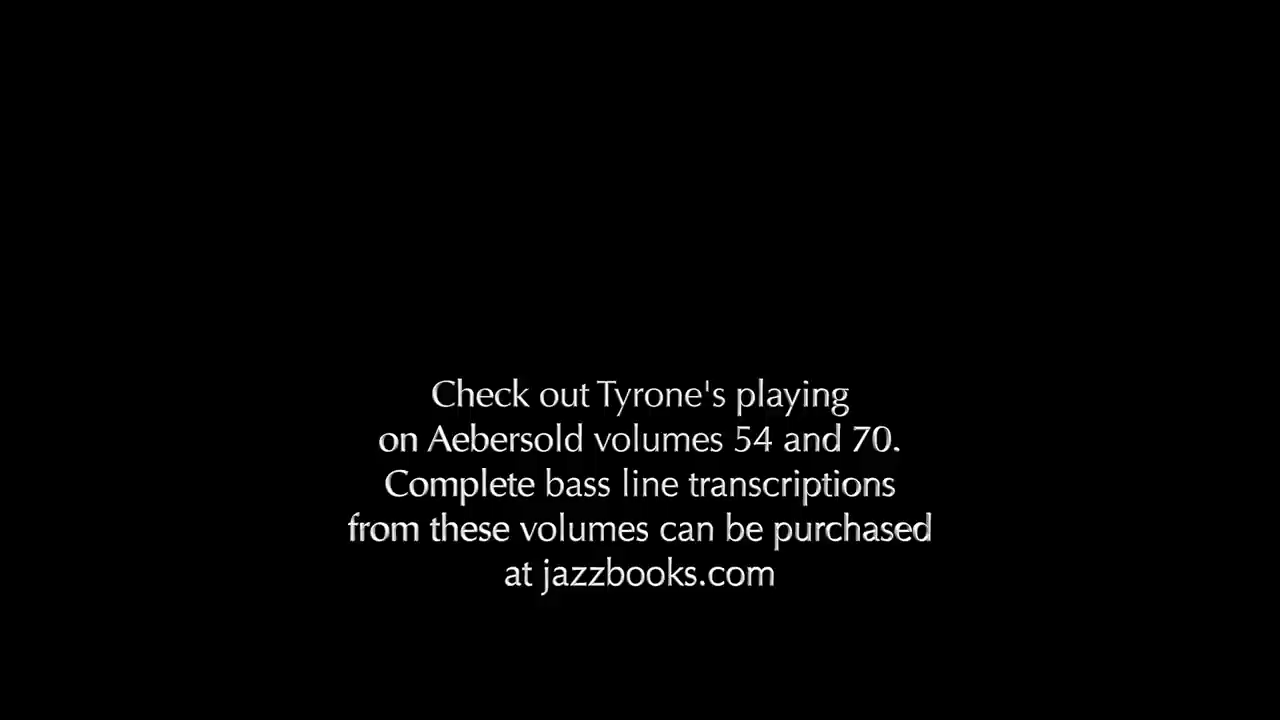 Check out Tyrone's playing
on Aebersold volumes 54 and 70.
Complete bass line transcriptions
from these volumes can be purchased
at jazzbooks.com